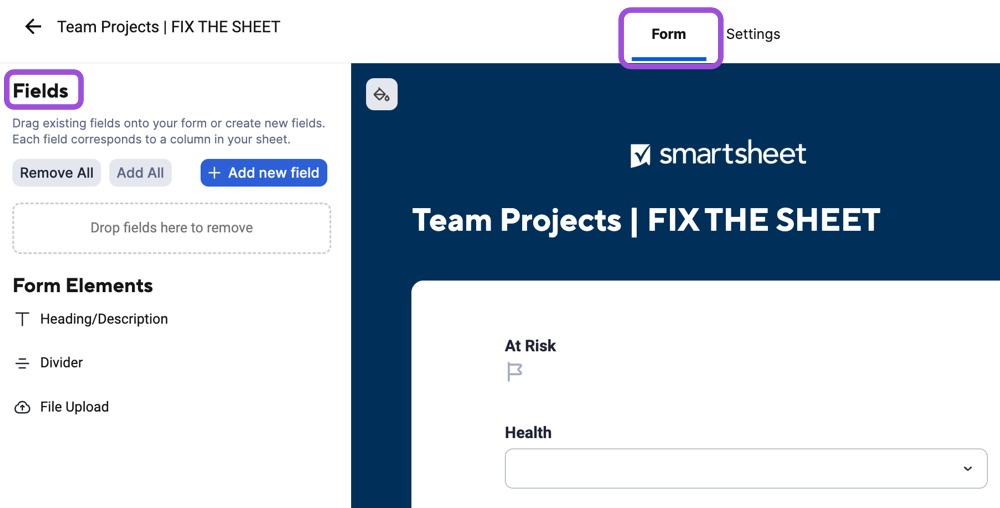 Team Projects | FIX THE SHEET
Form
Settings
Fields
Drag existing fields onto your form or create new fields.
Each field corresponds to a column in your sheet.
Remove All
Add All
+ Add new field
Drop fields here to remove
Form Elements
Heading/Description
Divider
File Upload
smartsheet
Team Projects | FIX THE SHEET
At Risk
Health